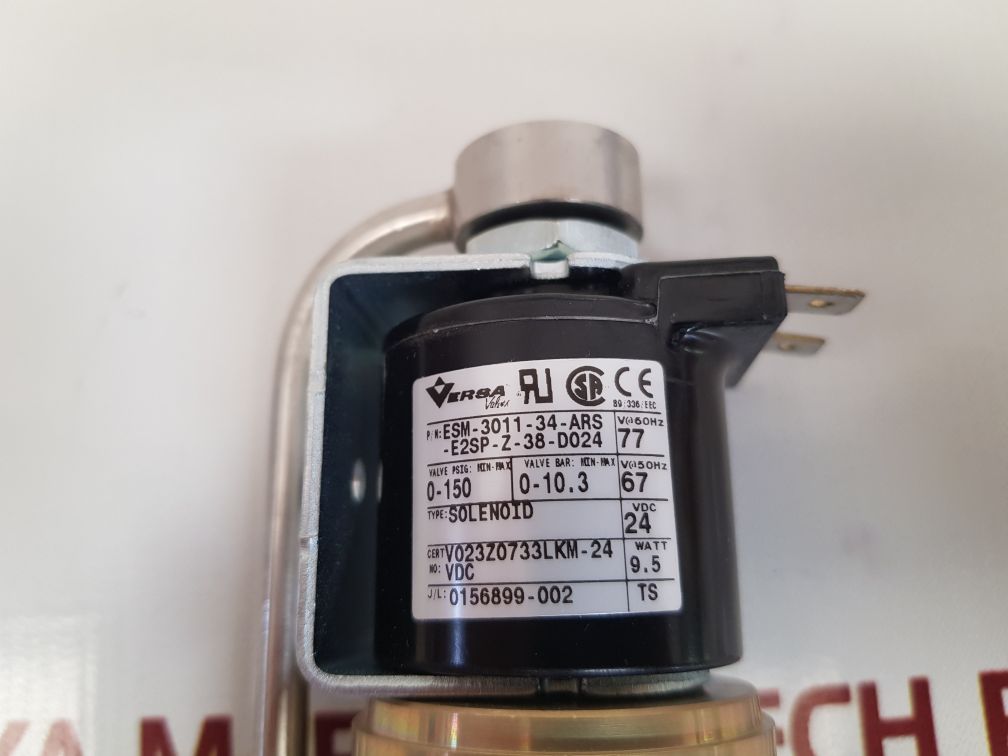 VERSA Valves
89/336/EEC
P/N: ESM-3011-34-ARS
-E2SP-Z-38-D024
V@60Hz
77
VALVE PSIG: MIN-MAX
0-150
VALVE BAR: MIN-MAX
0-10.3
V@50Hz
67
TYPE: SOLENOID
VDC
24
CERT NO: V023Z0733LKM-24
VDC
WATT
9.5
J/L: 0156899-002
TS